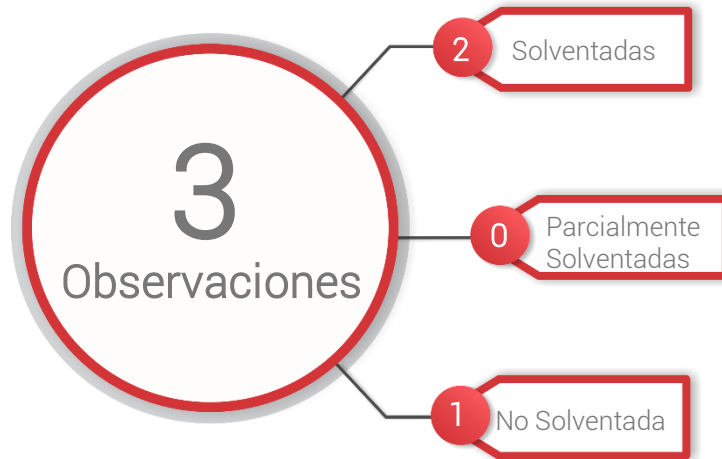 3
Observaciones
2
Solventadas
0
Parcialmente
Solventadas
1
No Solventada